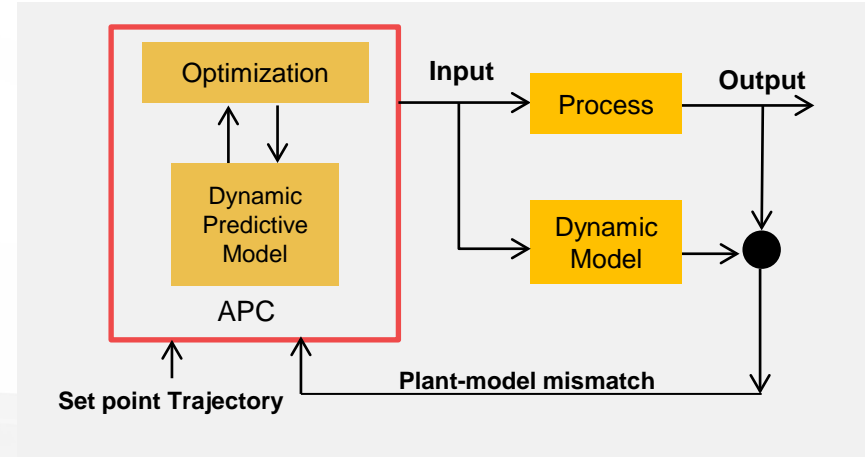 Optimization
Input
Output
Process
Dynamic
Predictive
Model
Dynamic
Model
APC
Plant-model mismatch
Set point Trajectory